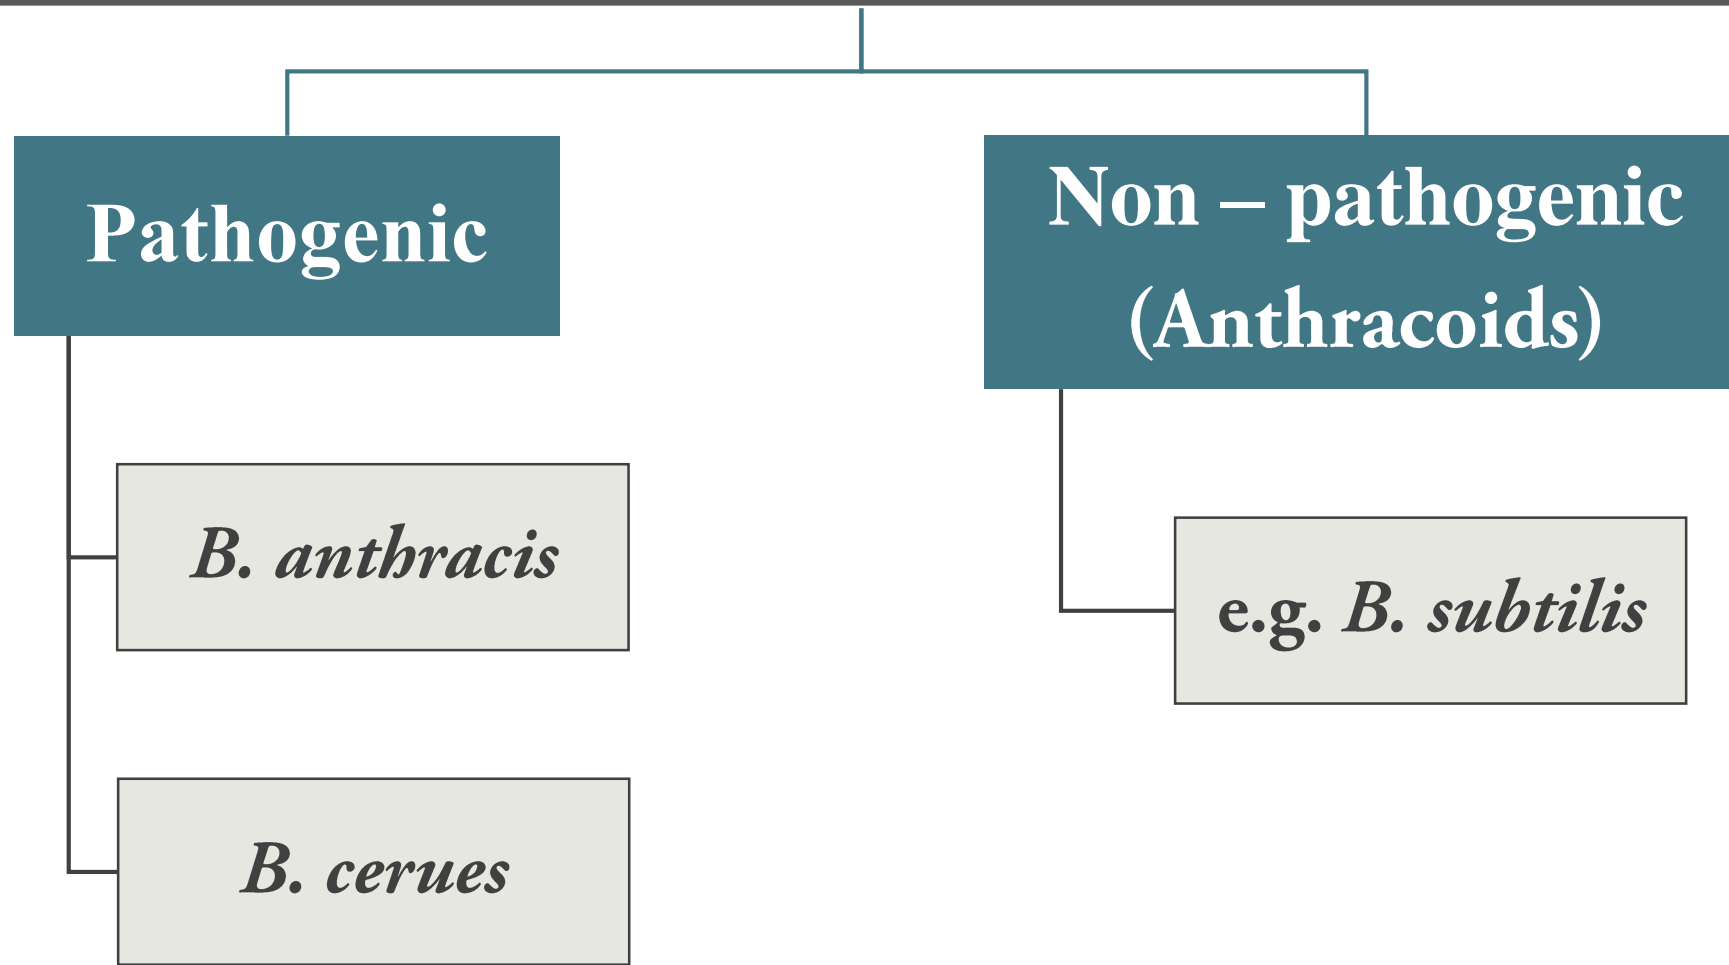 Pathogenic
Non – pathogenic
(Anthracoids)
B. anthracis
e.g. B. subtilis
B. cerues